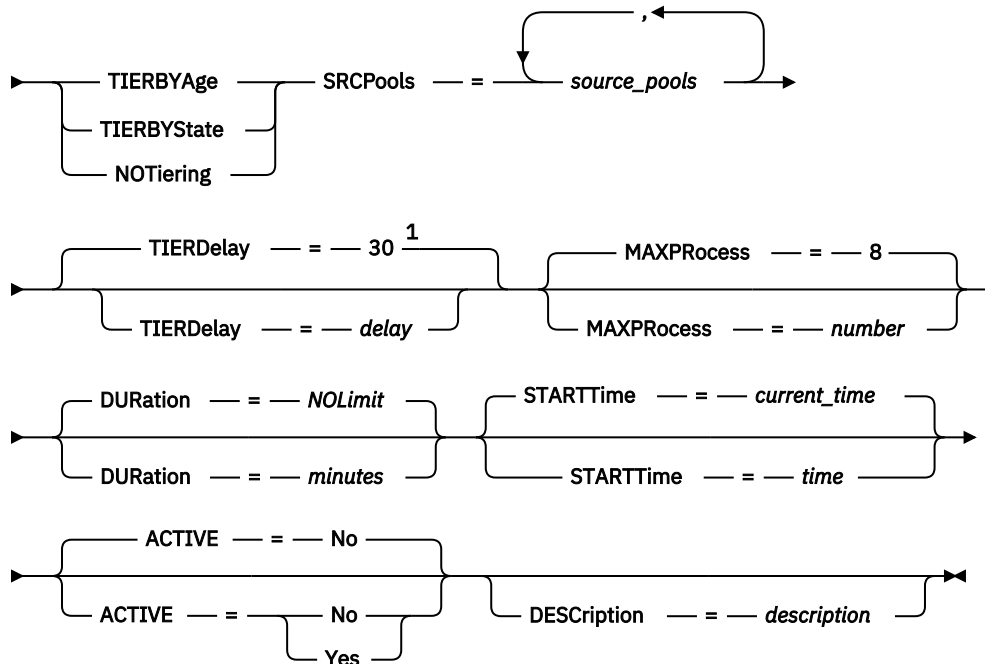 ,
TIERBYAge SRCPools = source_pools
TIERBYState
NOTiering
TIERDelay = 30 1 MAXPRocess = 8
TIERDelay = delay MAXPRocess = number
DURation = NOLimit STARTTime = current_time
DURation = minutes STARTTime = time
ACTIVE = No
ACTIVE = No DESCription = description
Yes